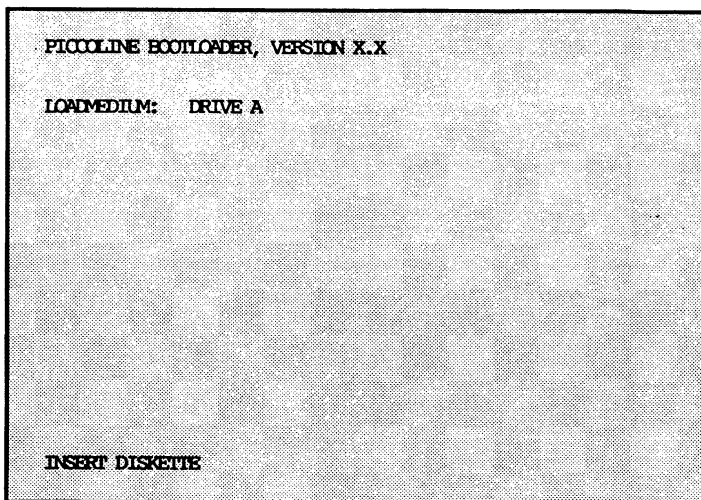 PICCOLINE BOOTLOADER, VERSION X.X
LOADMEDIUM: DRIVE A
INSERT DISKETTE